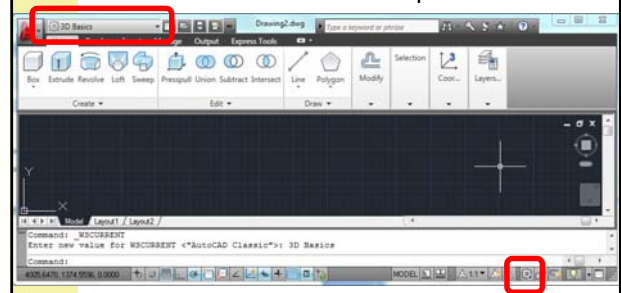 3D Basics
Drawing2.dwg
Type a keyword or phrase
Output Express Tools
Box Extrude Revolve Loft Sweep Presspull Union Subtract Intersect Line Polygon Modify Selection Coor... Layers...
Create Edit Draw
Y
X
Model Layout1 Layout2
Command: _WSCURRENT
Enter new value for WSCURRENT <"AutoCAD Classic">: 3D Basics
Command:
4005.6470, 1374.5596, 0.0000 MODEL 1:1